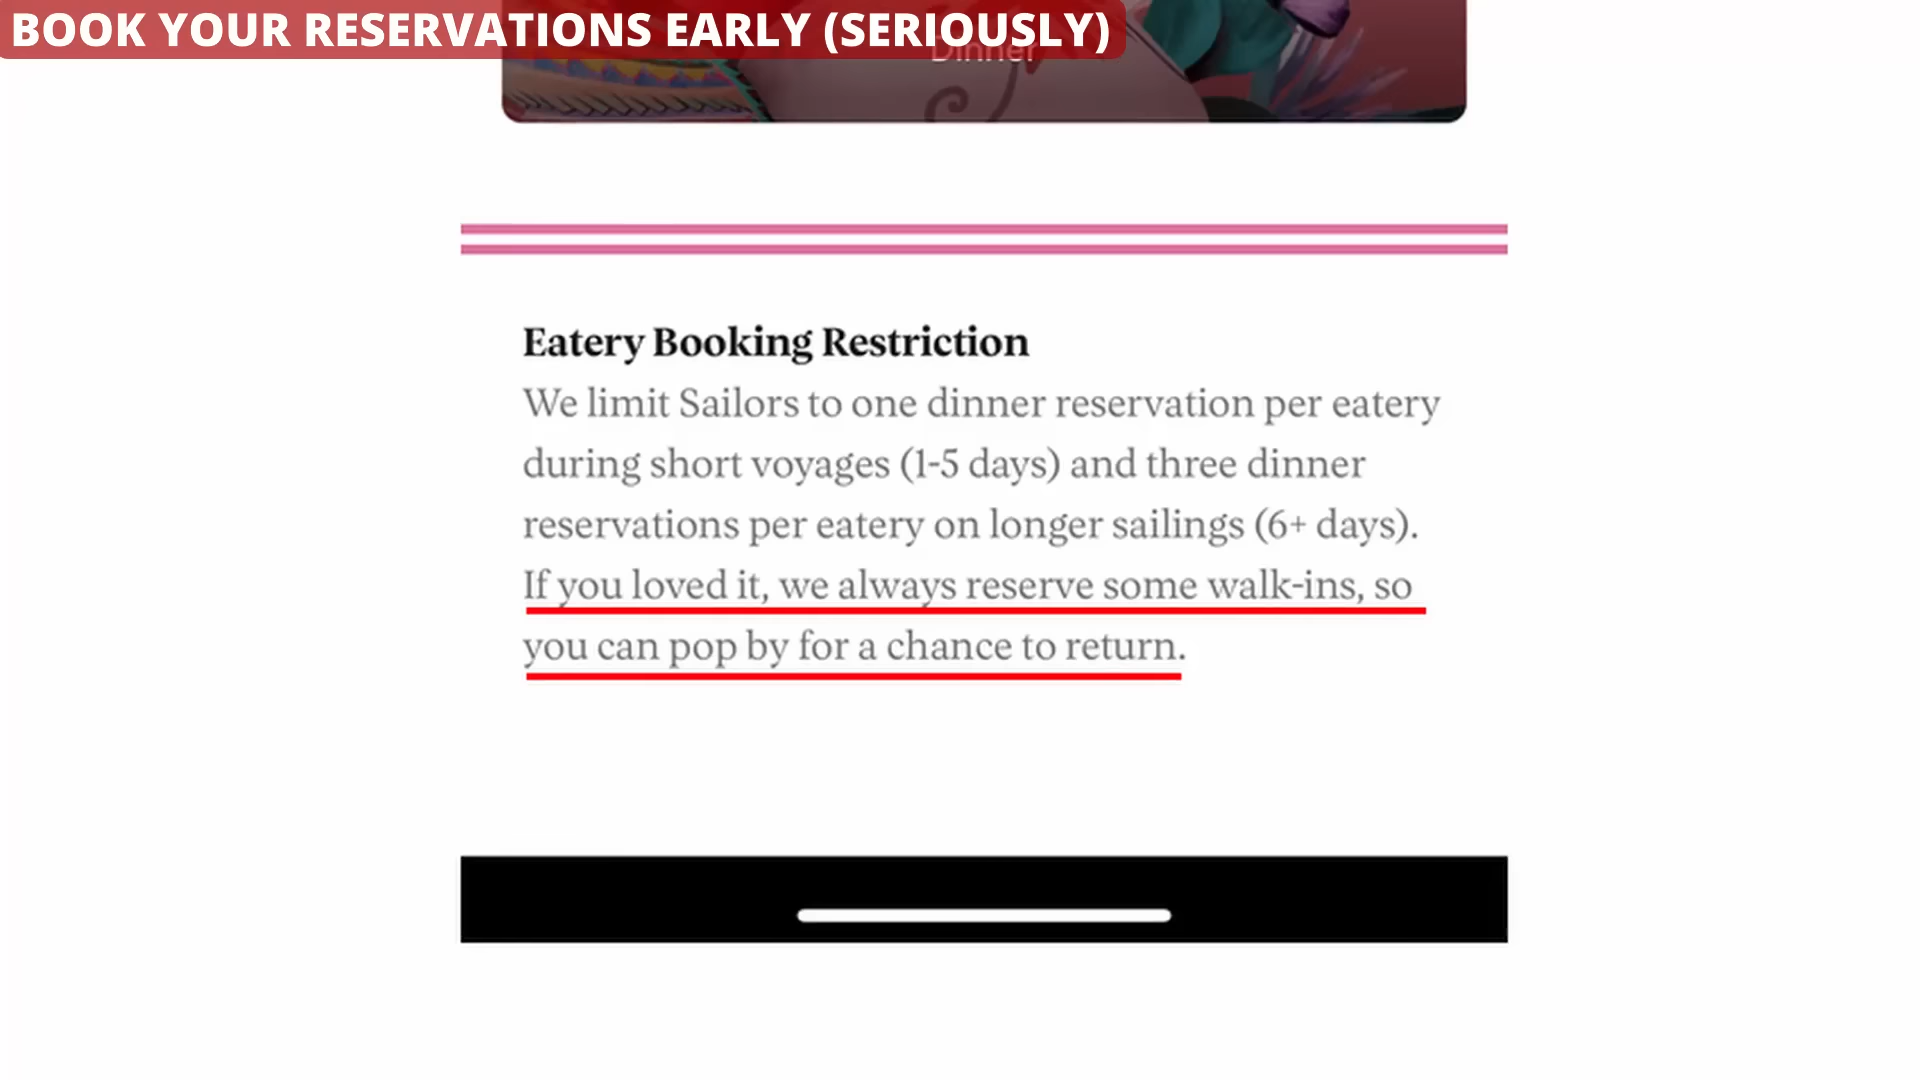 BOOK YOUR RESERVATIONS EARLY (SERIOUSLY)
Dinner
Eatery Booking Restriction
We limit Sailors to one dinner reservation per eatery
during short voyages (1-5 days) and three dinner
reservations per eatery on longer sailings (6+ days).
If you loved it, we always reserve some walk-ins, so
you can pop by for a chance to return.